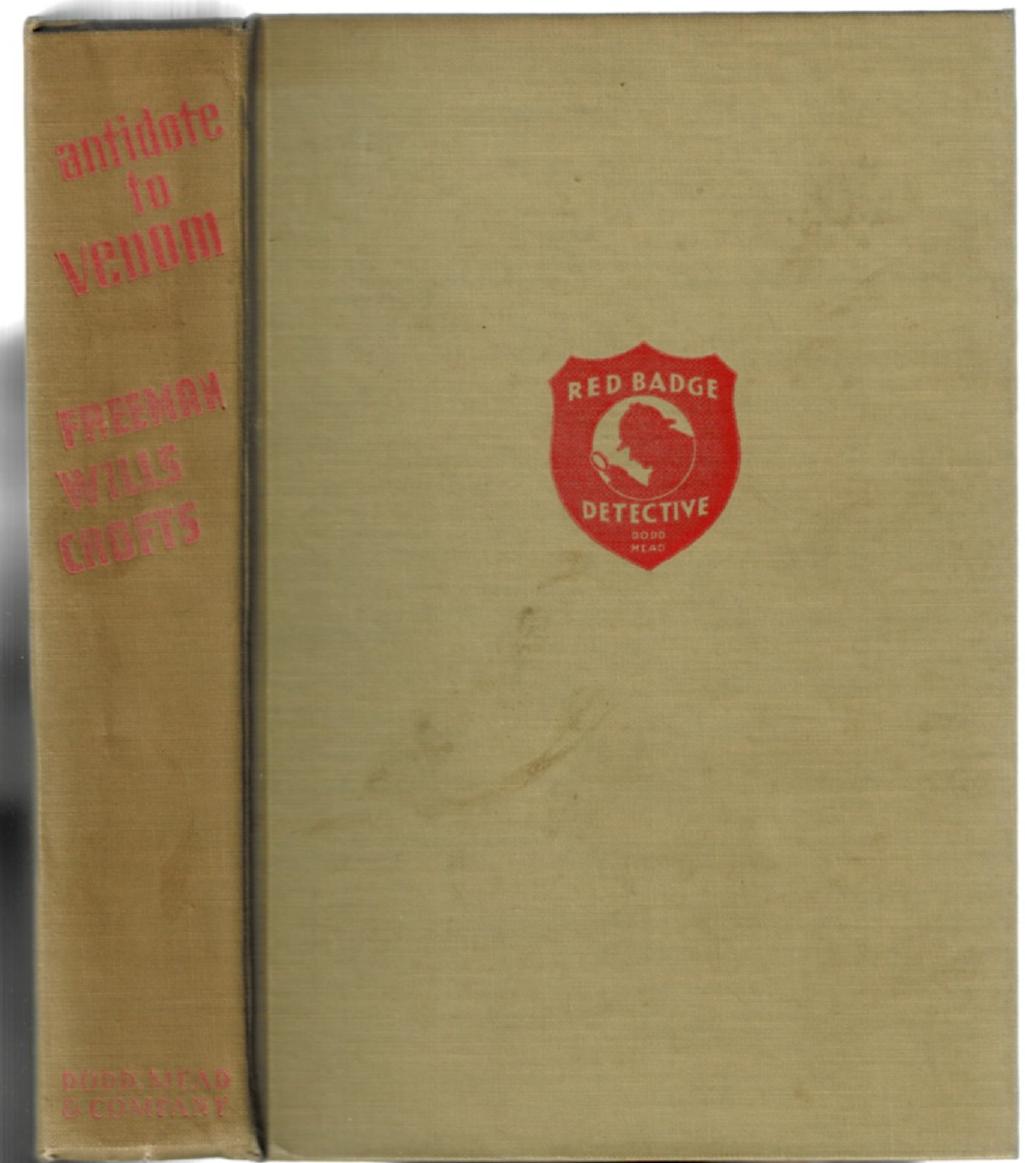 antidote
to
venom
FREEMAN
WILLS
CROFTS
DODD, MEAD
& COMPANY
RED BADGE
DETECTIVE
DODD
MEAD